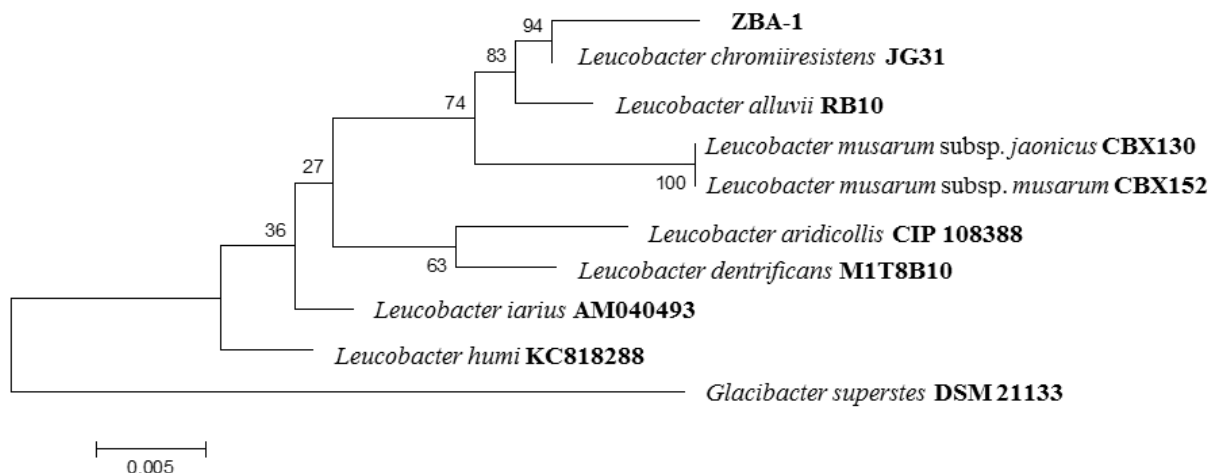 94
ZBA-1
83
Leucobacter chromiiresistens JG31
74
Leucobacter alluvii RB10
Leucobacter musarum subsp. jaonicus CBX130
27
100
Leucobacter musarum subsp. musarum CBX152
36
Leucobacter aridicollis CIP 108388
63
Leucobacter dentrificans M1T8B10
Leucobacter iarius AM040493
Leucobacter humi KC818288
Glacibacter superstes DSM 21133
0.005